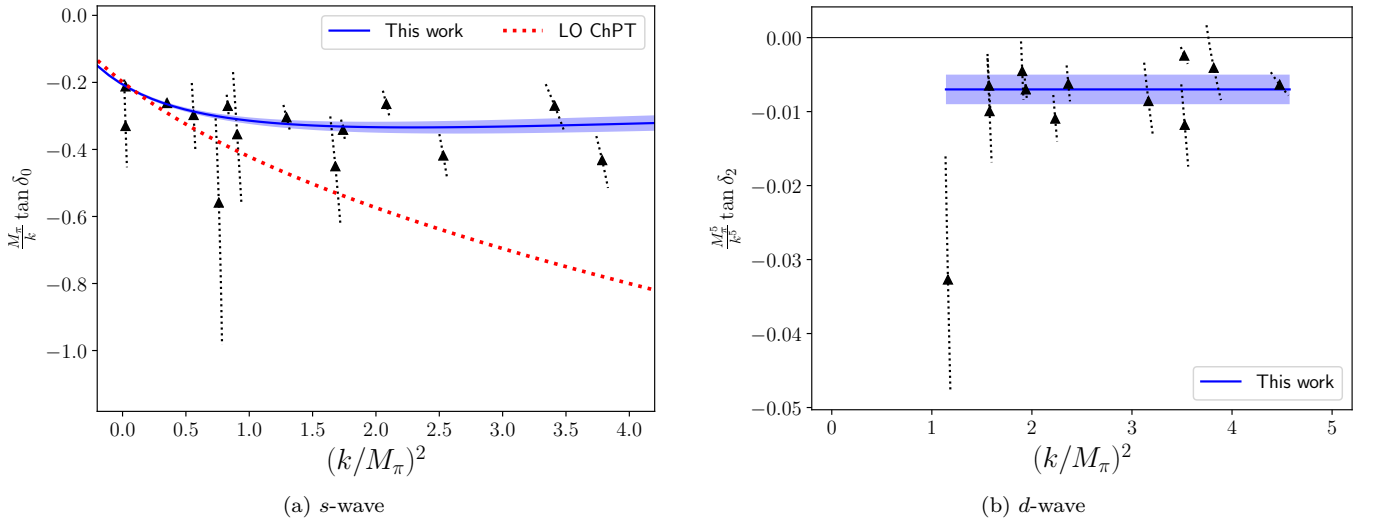 0.0
−0.2
−0.4
−0.6
−0.8
−1.0
M_π/k tan δ_0
This work
LO ChPT
0.0 0.5 1.0 1.5 2.0 2.5 3.0 3.5 4.0
(k/M_π)^2
(a) s-wave
0.00
−0.01
−0.02
−0.03
−0.04
−0.05
M_π^5/k^5 tan δ_2
This work
0 1 2 3 4 5
(k/M_π)^2
(b) d-wave